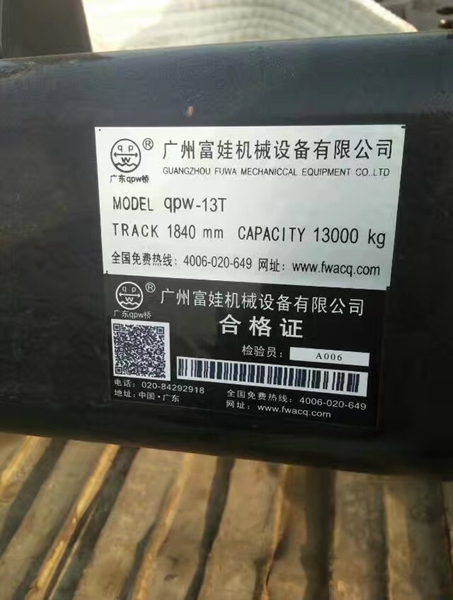 qpw
®
广东qpw桥
广州富娃机械设备有限公司
GUANGZHOU FUWA MECHANICCAL EQUIPMENT CO.LTD
MODEL qpw-13T
TRACK 1840 mm CAPACITY 13000 kg
全国免费热线: 4006-020-649 网址: www.fwacq.com
qpw
®
广东qpw桥
广州富娃机械设备有限公司
合格证
检验员: A006
电话: 020-84292918 全国免费热线: 4006-020-649
地址: 中国·广东 网址: www.fwacq.com